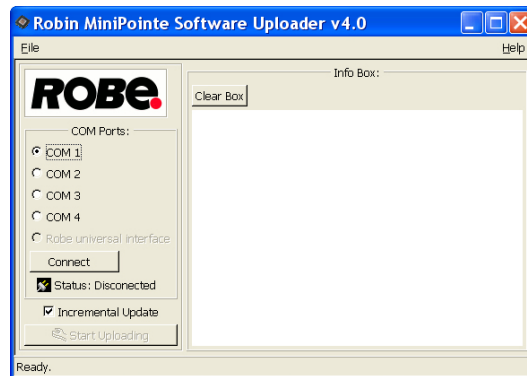 Robin MiniPointe Software Uploader v4.0
File
Help
ROBE
COM Ports:
COM 1
COM 2
COM 3
COM 4
Robe universal interface
Connect
Status: Disconected
Incremental Update
Start Uploading
Info Box:
Clear Box
Ready.